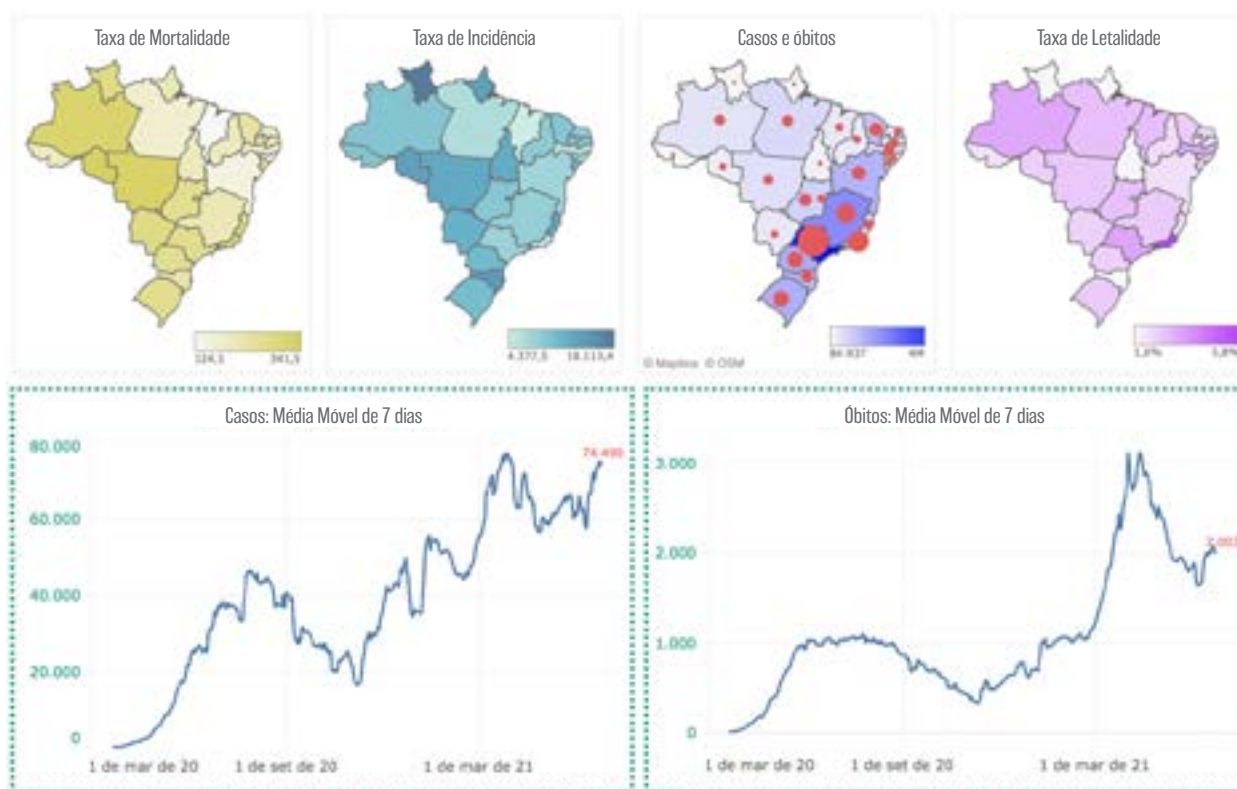 Taxa de Mortalidade
Taxa de Incidência
Casos e óbitos
Taxa de Letalidade
4.377,5 18.113,4
84.937 4M
© Mapbox © OSM
Casos: Média Móvel de 7 dias
80.000
74.490
60.000
40.000
20.000
0
1 de mar de 20 1 de set de 20 1 de mar de 21
Óbitos: Média Móvel de 7 dias
3.000
2.000
1.000
0
1 de mar de 20 1 de set de 20 1 de mar de 21